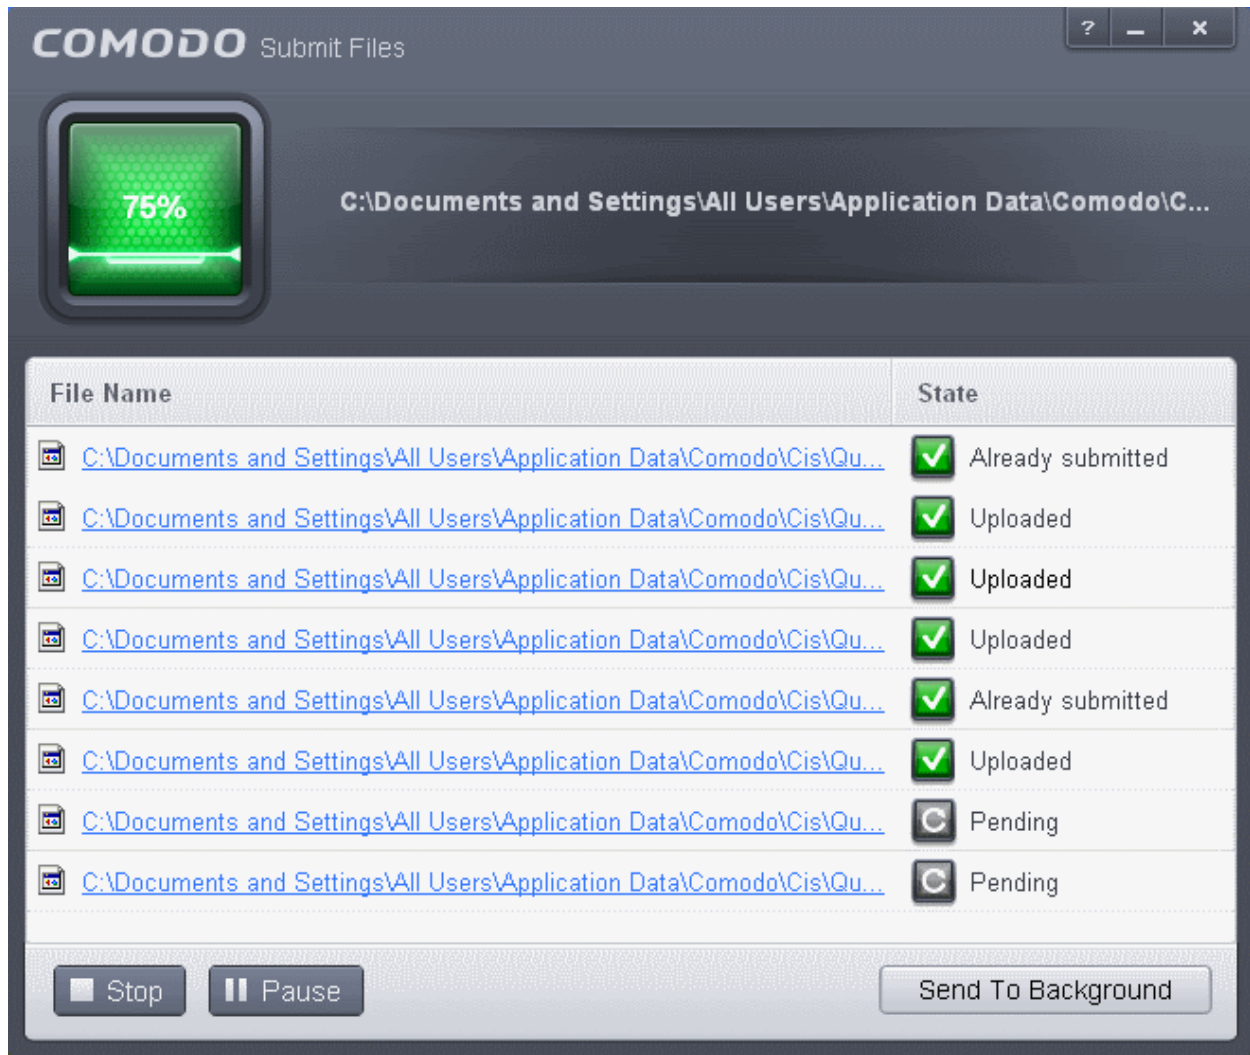 COMODO Submit Files
? – x
75%
C:\Documents and Settings\All Users\Application Data\Comodo\C...
File Name State
C:\Documents and Settings\All Users\Application Data\Comodo\Cis\Qu... Already submitted
C:\Documents and Settings\All Users\Application Data\Comodo\Cis\Qu... Uploaded
C:\Documents and Settings\All Users\Application Data\Comodo\Cis\Qu... Uploaded
C:\Documents and Settings\All Users\Application Data\Comodo\Cis\Qu... Uploaded
C:\Documents and Settings\All Users\Application Data\Comodo\Cis\Qu... Already submitted
C:\Documents and Settings\All Users\Application Data\Comodo\Cis\Qu... Uploaded
C:\Documents and Settings\All Users\Application Data\Comodo\Cis\Qu... Pending
C:\Documents and Settings\All Users\Application Data\Comodo\Cis\Qu... Pending
Stop Pause Send To Background